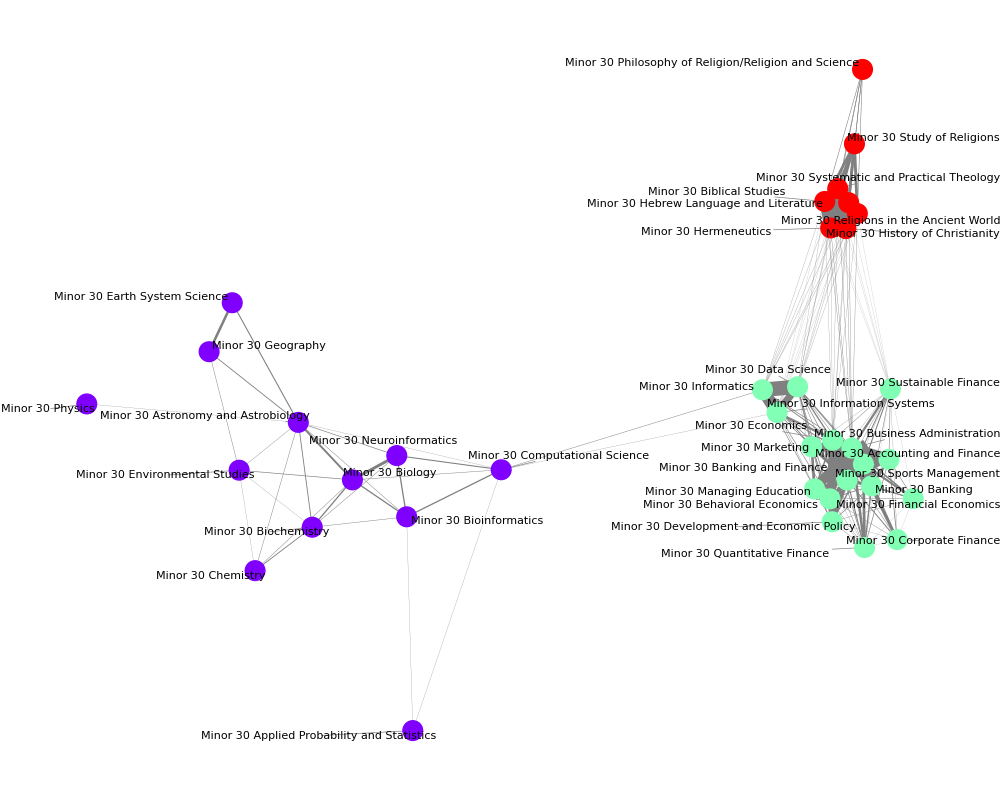 Minor 30 Philosophy of Religion/Religion and Science
Minor 30 Study of Religions
Minor 30 Systematic and Practical Theology
Minor 30 Biblical Studies
Minor 30 Hebrew Language and Literature
Minor 30 Religions in the Ancient World
Minor 30 Hermeneutics
Minor 30 History of Christianity
Minor 30 Earth System Science
Minor 30 Geography
Minor 30 Data Science
Minor 30 Sustainable Finance
Minor 30 Informatics
Minor 30 Information Systems
Minor 30 Physics
Minor 30 Astronomy and Astrobiology
Minor 30 Economics
Minor 30 Business Administration
Minor 30 Neuroinformatics
Minor 30 Marketing
Minor 30 Accounting and Finance
Minor 30 Computational Science
Minor 30 Banking and Finance
Minor 30 Biology
Minor 30 Environmental Studies
Minor 30 Sports Management
Minor 30 Managing Education
Minor 30 Banking
Minor 30 Behavioral Economics
Minor 30 Financial Economics
Minor 30 Bioinformatics
Minor 30 Development and Economic Policy
Minor 30 Biochemistry
Minor 30 Corporate Finance
Minor 30 Quantitative Finance
Minor 30 Chemistry
Minor 30 Applied Probability and Statistics